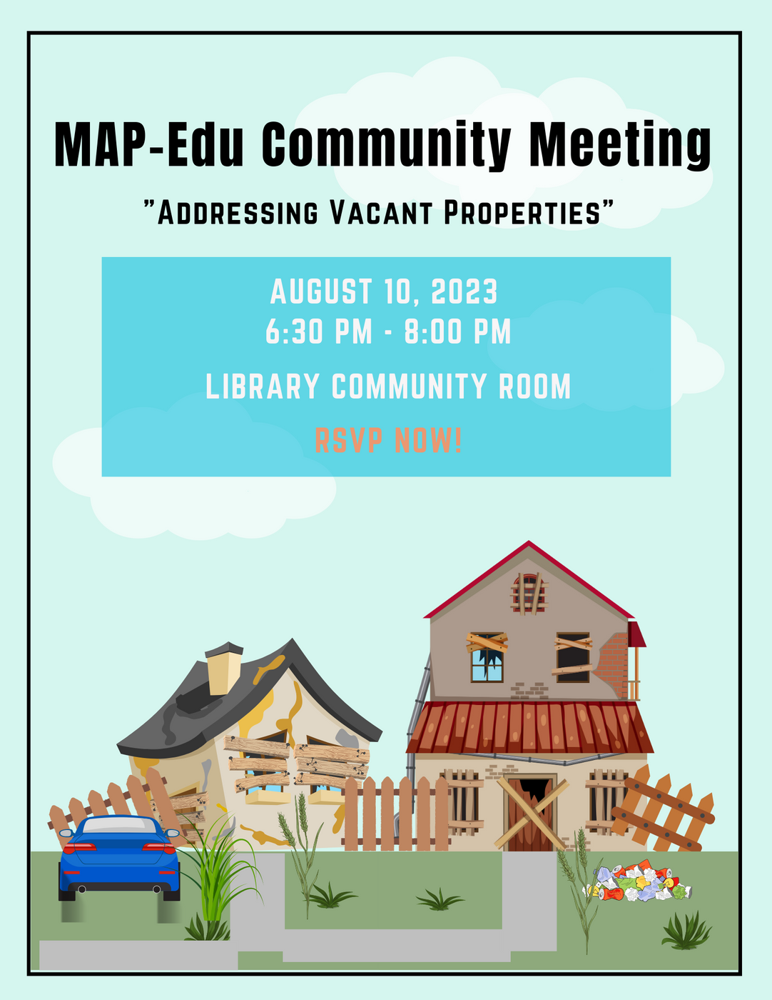 MAP-Edu Community Meeting
"Addressing Vacant Properties"
AUGUST 10, 2023
6:30 PM - 8:00 PM
LIBRARY COMMUNITY ROOM
RSVP NOW!